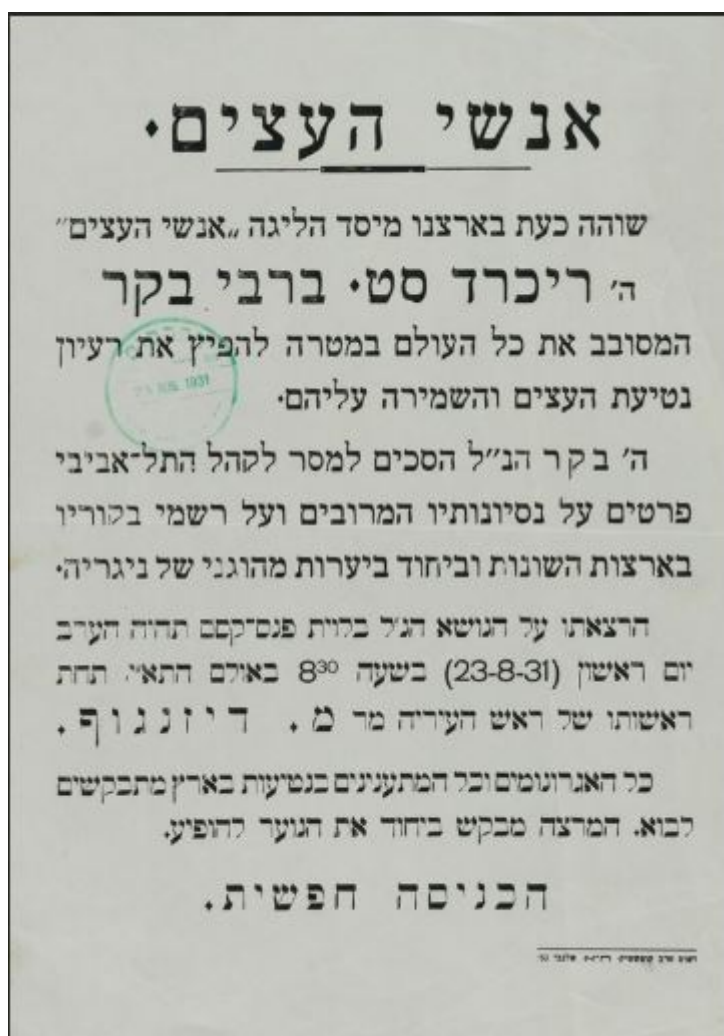 אנשי העצים.
שוהה כעת בארצנו מיסד הליגה „אנשי העצים״
ה׳ ריכרד סט. ברבי בקר
המסובב את כל העולם במטרה להפיץ את רעיון
נטיעת העצים והשמירה עליהם.
ה׳ בקר הנ״ל הסכים למסר לקהל התל־אביבי
פרטים על נסיונותיו המרובים ועל רשמי בקוריו
בארצות השונות וביחוד ביערות מהוגני של ניגריה.
הרצאתו על הנושא הנ״ל בלוית פנס־קסם תהיה הערב
יום ראשון (23-8-31) בשעה 8³⁰ באולם התא״י תחת
ראשותו של ראש העיריה מר מ. דיזנגוף.
כל האגרונומים וכל המתענינים בנטיעות בארץ מתבקשים
לבוא. המרצה מבקש ביחוד את הנוער להופיע.
הכניסה חפשית.
1931